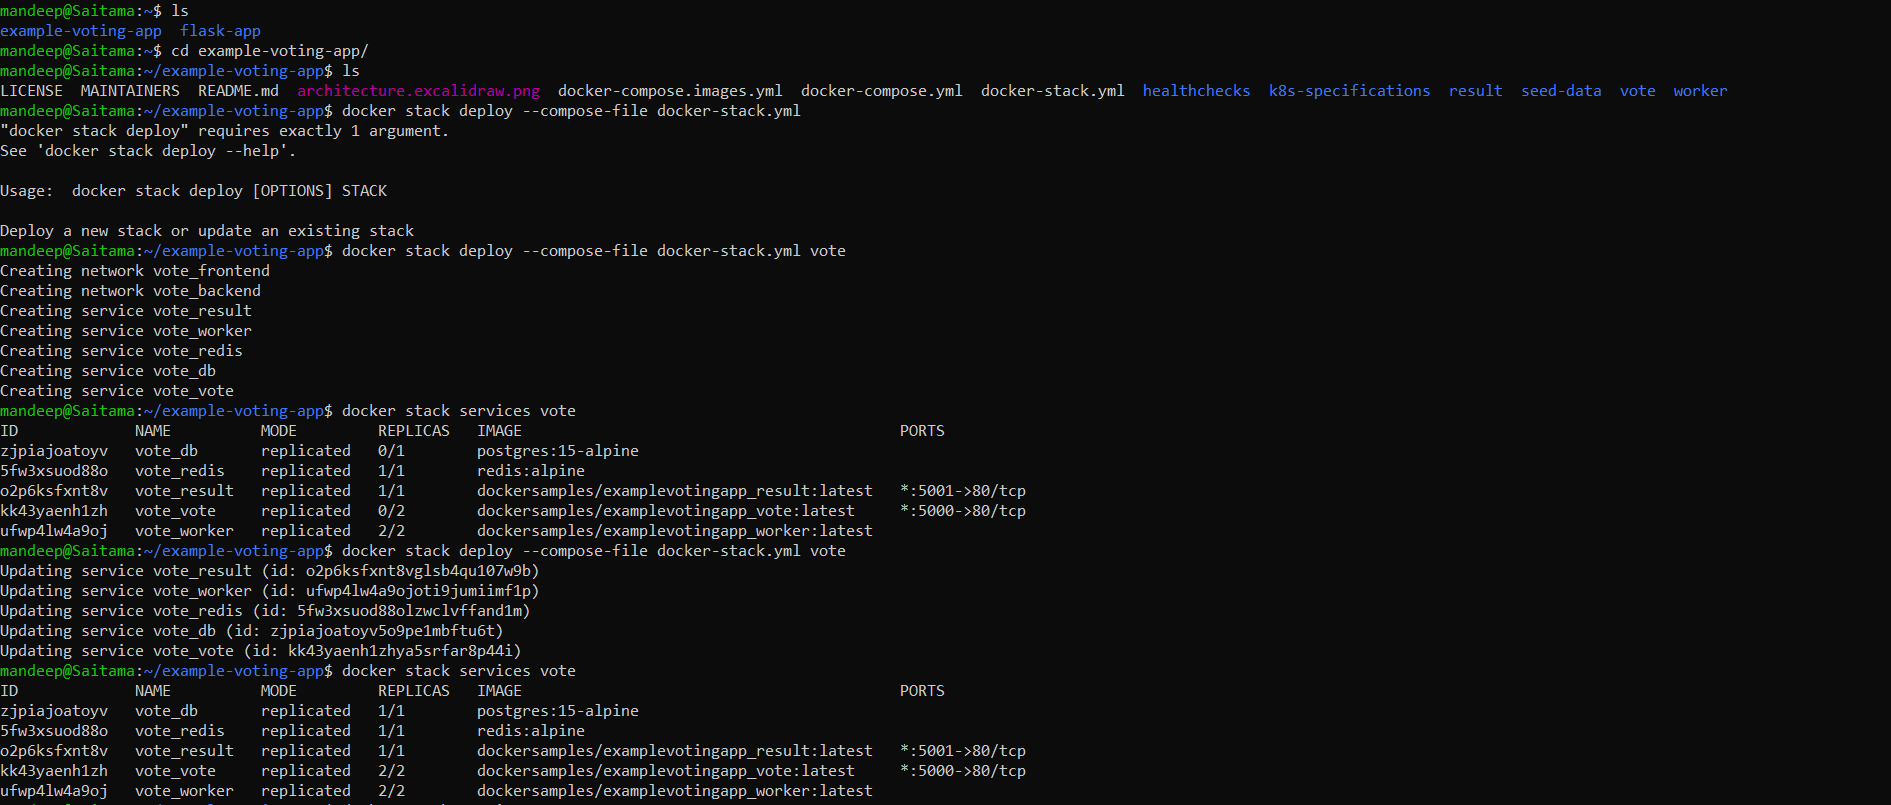 mandeep@Saitama:~$ ls
example-voting-app  flask-app
mandeep@Saitama:~$ cd example-voting-app/
mandeep@Saitama:~/example-voting-app$ ls
LICENSE  MAINTAINERS  README.md  architecture.excalidraw.png  docker-compose.images.yml  docker-compose.yml  docker-stack.yml  healthchecks  k8s-specifications  result  seed-data  vote  worker
mandeep@Saitama:~/example-voting-app$ docker stack deploy --compose-file docker-stack.yml
"docker stack deploy" requires exactly 1 argument.
See 'docker stack deploy --help'.

Usage:  docker stack deploy [OPTIONS] STACK

Deploy a new stack or update an existing stack
mandeep@Saitama:~/example-voting-app$ docker stack deploy --compose-file docker-stack.yml vote
Creating network vote_frontend
Creating network vote_backend
Creating service vote_result
Creating service vote_worker
Creating service vote_redis
Creating service vote_db
Creating service vote_vote
mandeep@Saitama:~/example-voting-app$ docker stack services vote
ID             NAME          MODE         REPLICAS   IMAGE                                          PORTS
zjpiajoatoyv   vote_db       replicated   0/1        postgres:15-alpine
5fw3xsuod88o   vote_redis    replicated   1/1        redis:alpine
o2p6ksfxnt8v   vote_result   replicated   1/1        dockersamples/examplevotingapp_result:latest   *:5001->80/tcp
kk43yaenh1zh   vote_vote     replicated   0/2        dockersamples/examplevotingapp_vote:latest     *:5000->80/tcp
ufwp4lw4a9oj   vote_worker   replicated   2/2        dockersamples/examplevotingapp_worker:latest
mandeep@Saitama:~/example-voting-app$ docker stack deploy --compose-file docker-stack.yml vote
Updating service vote_result (id: o2p6ksfxnt8vglsb4qu107w9b)
Updating service vote_worker (id: ufwp4lw4a9ojoti9jumiimf1p)
Updating service vote_redis (id: 5fw3xsuod88olzwclvffand1m)
Updating service vote_db (id: zjpiajoatoyv5o9pe1mbftu6t)
Updating service vote_vote (id: kk43yaenh1zhya5srfar8p44i)
mandeep@Saitama:~/example-voting-app$ docker stack services vote
ID             NAME          MODE         REPLICAS   IMAGE                                          PORTS
zjpiajoatoyv   vote_db       replicated   1/1        postgres:15-alpine
5fw3xsuod88o   vote_redis    replicated   1/1        redis:alpine
o2p6ksfxnt8v   vote_result   replicated   1/1        dockersamples/examplevotingapp_result:latest   *:5001->80/tcp
kk43yaenh1zh   vote_vote     replicated   2/2        dockersamples/examplevotingapp_vote:latest     *:5000->80/tcp
ufwp4lw4a9oj   vote_worker   replicated   2/2        dockersamples/examplevotingapp_worker:latest